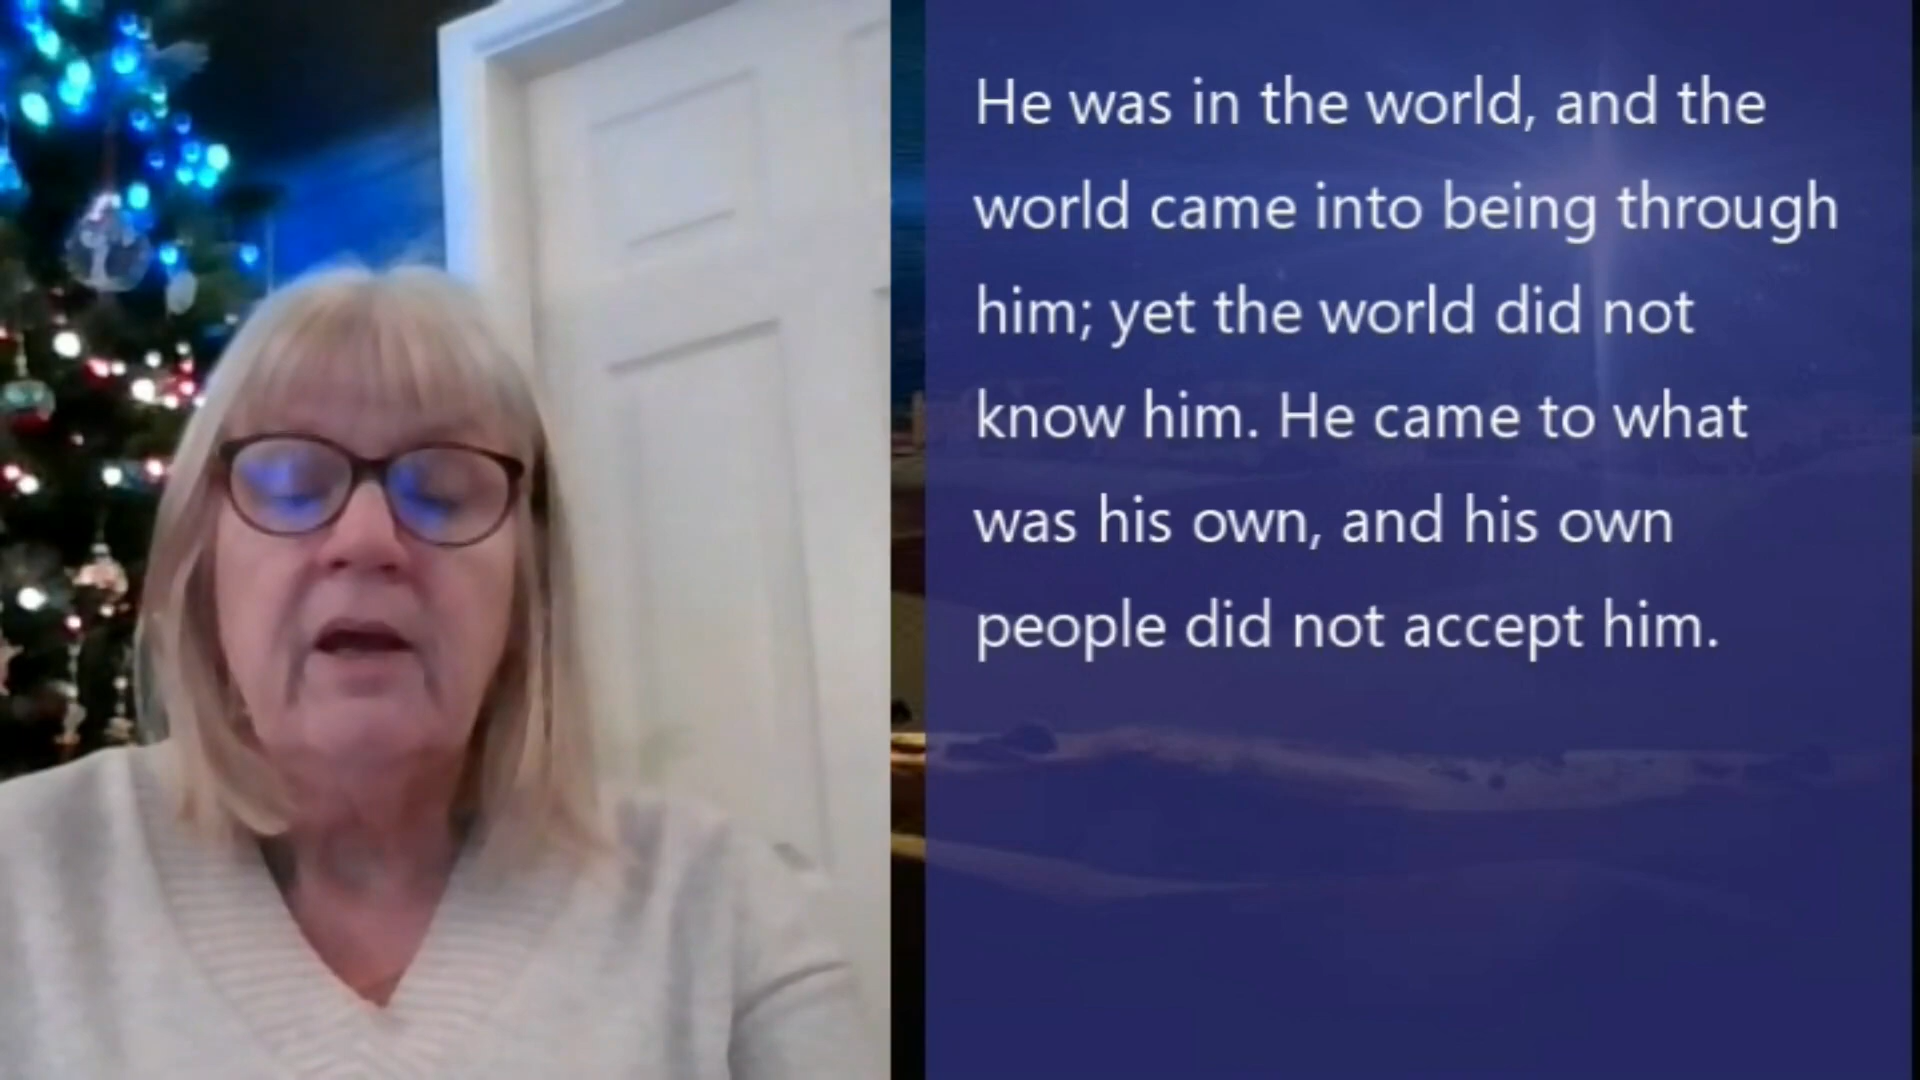 He was in the world, and the
world came into being through
him; yet the world did not
know him. He came to what
was his own, and his own
people did not accept him.